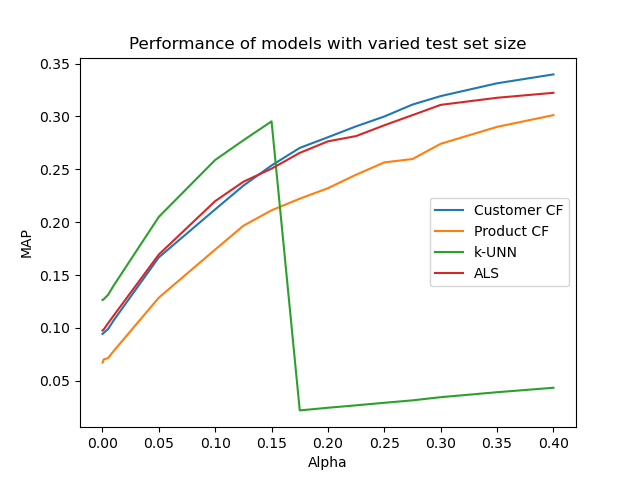 Performance of models with varied test set size
0.35
0.30
0.25
0.20
0.15
0.10
0.05
MAP
Customer CF
Product CF
k-UNN
ALS
0.00 0.05 0.10 0.15 0.20 0.25 0.30 0.35 0.40
Alpha